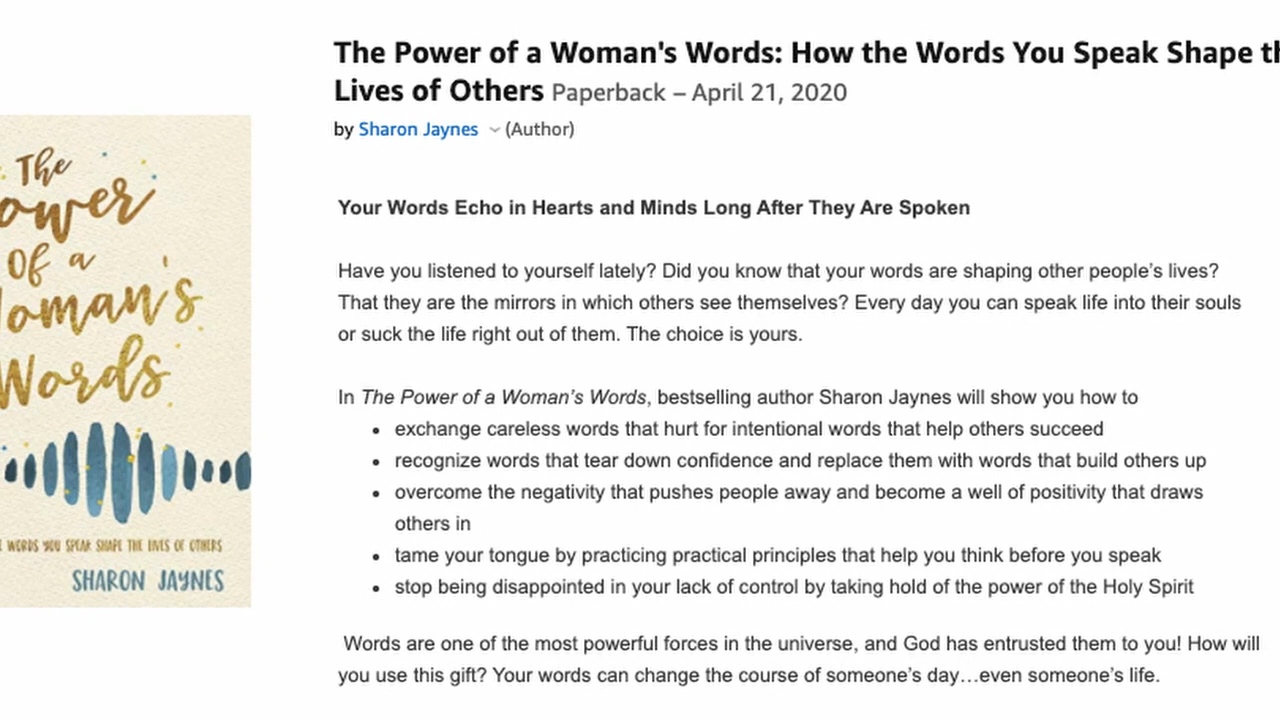 The Power of a Woman's Words: How the Words You Speak Shape
Lives of Others Paperback – April 21, 2020
by Sharon Jaynes (Author)
Your Words Echo in Hearts and Minds Long After They Are Spoken
Have you listened to yourself lately? Did you know that your words are shaping other people’s lives?
That they are the mirrors in which others see themselves? Every day you can speak life into their souls
or suck the life right out of them. The choice is yours.
In The Power of a Woman’s Words, bestselling author Sharon Jaynes will show you how to
• exchange careless words that hurt for intentional words that help others succeed
• recognize words that tear down confidence and replace them with words that build others up
• overcome the negativity that pushes people away and become a well of positivity that draws
others in
• tame your tongue by practicing practical principles that help you think before you speak
• stop being disappointed in your lack of control by taking hold of the power of the Holy Spirit
Words are one of the most powerful forces in the universe, and God has entrusted them to you! How will
you use this gift? Your words can change the course of someone’s day…even someone’s life.
The
ower
Of a
oman's
Words
WORDS YOU SPEAK SHAPE THE LIVES OF OTHERS
SHARON JAYNES